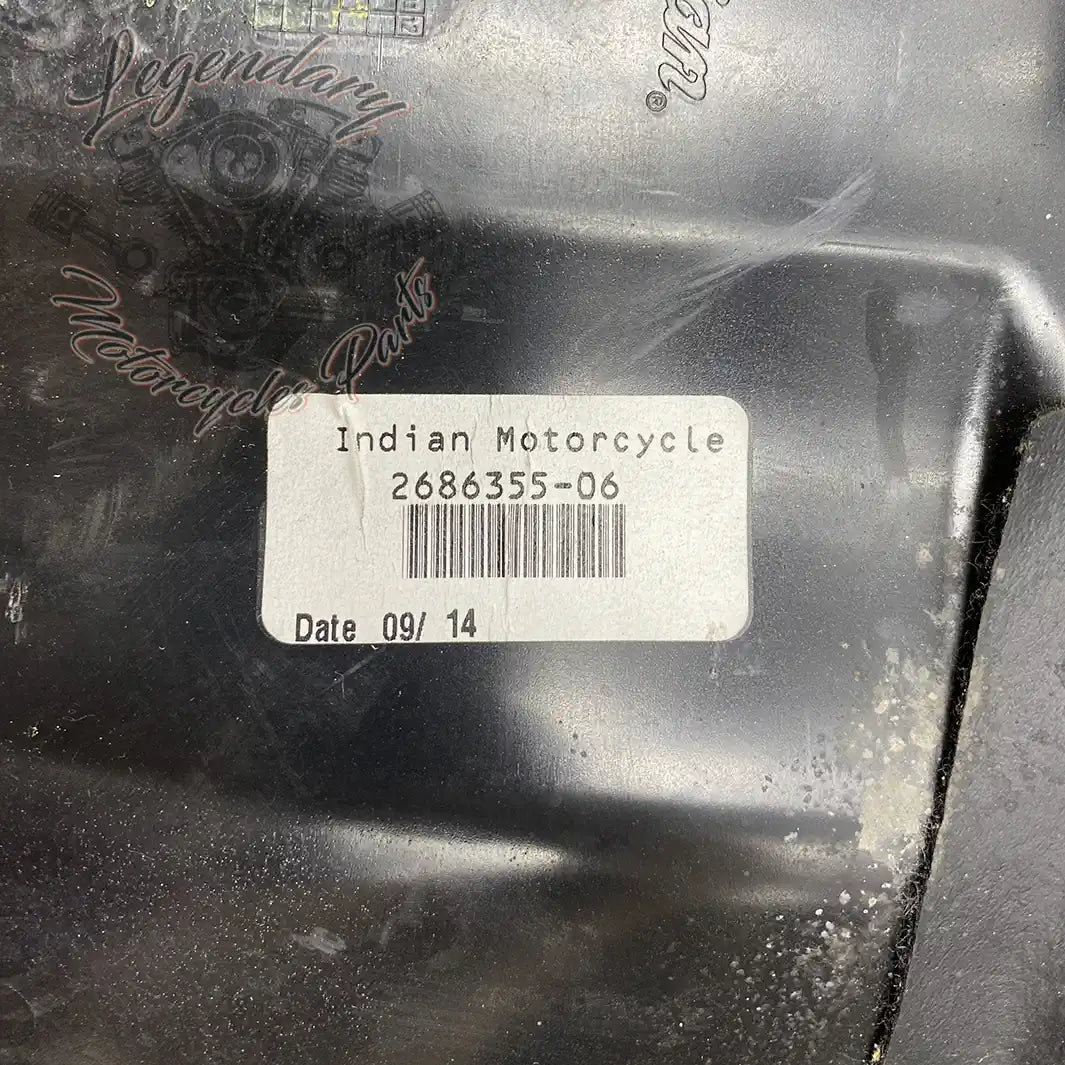 Legendary
Motorcycles Parts
®
Indian Motorcycle
2686355-06
Date 09/ 14